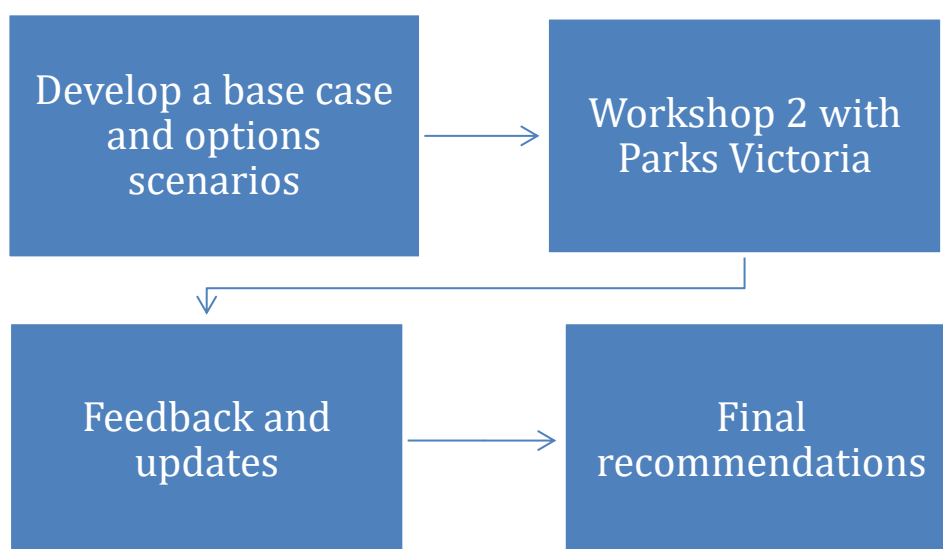 Develop a base case
and options
scenarios
Workshop 2 with
Parks Victoria
Feedback and
updates
Final
recommendations